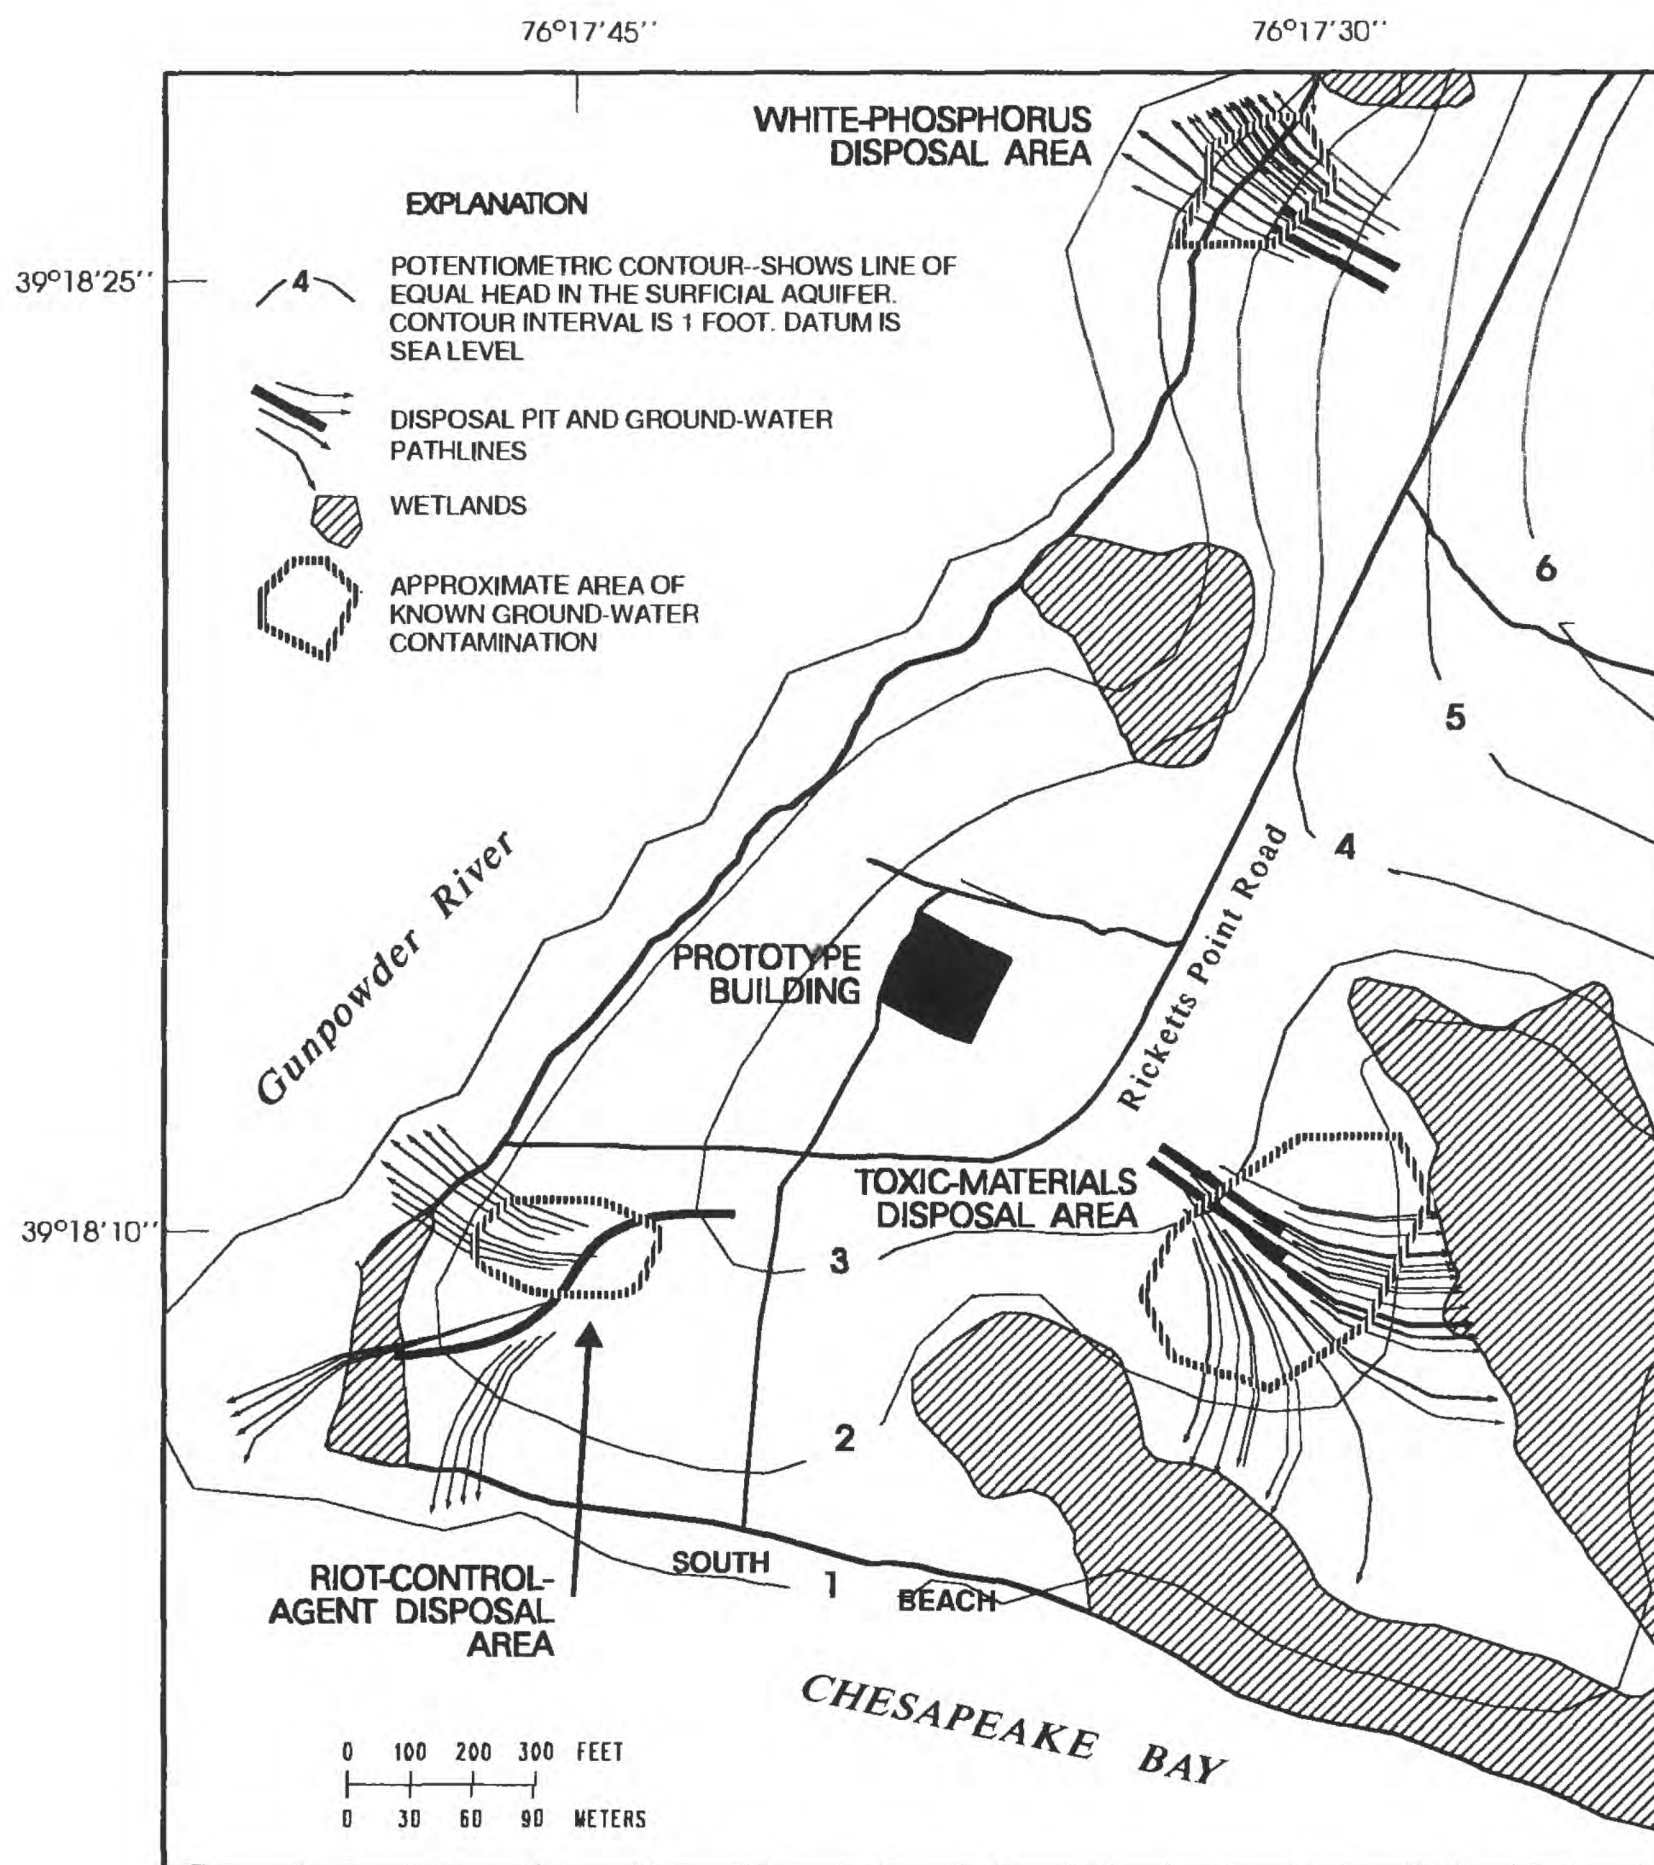 76°17'45''
76°17'30''
WHITE-PHOSPHORUS
DISPOSAL AREA
EXPLANATION
39°18'25''
4
POTENTIOMETRIC CONTOUR--SHOWS LINE OF
EQUAL HEAD IN THE SURFICIAL AQUIFER.
CONTOUR INTERVAL IS 1 FOOT. DATUM IS
SEA LEVEL
DISPOSAL PIT AND GROUND-WATER
PATHLINES
WETLANDS
APPROXIMATE AREA OF
KNOWN GROUND-WATER
CONTAMINATION
6
5
4
Gunpowder River
Ricketts Point Road
PROTOTYPE
BUILDING
TOXIC-MATERIALS
DISPOSAL AREA
39°18'10''
3
2
RIOT-CONTROL-
AGENT DISPOSAL
AREA
SOUTH
1
BEACH
CHESAPEAKE BAY
0 100 200 300 FEET
0 30 60 90 METERS